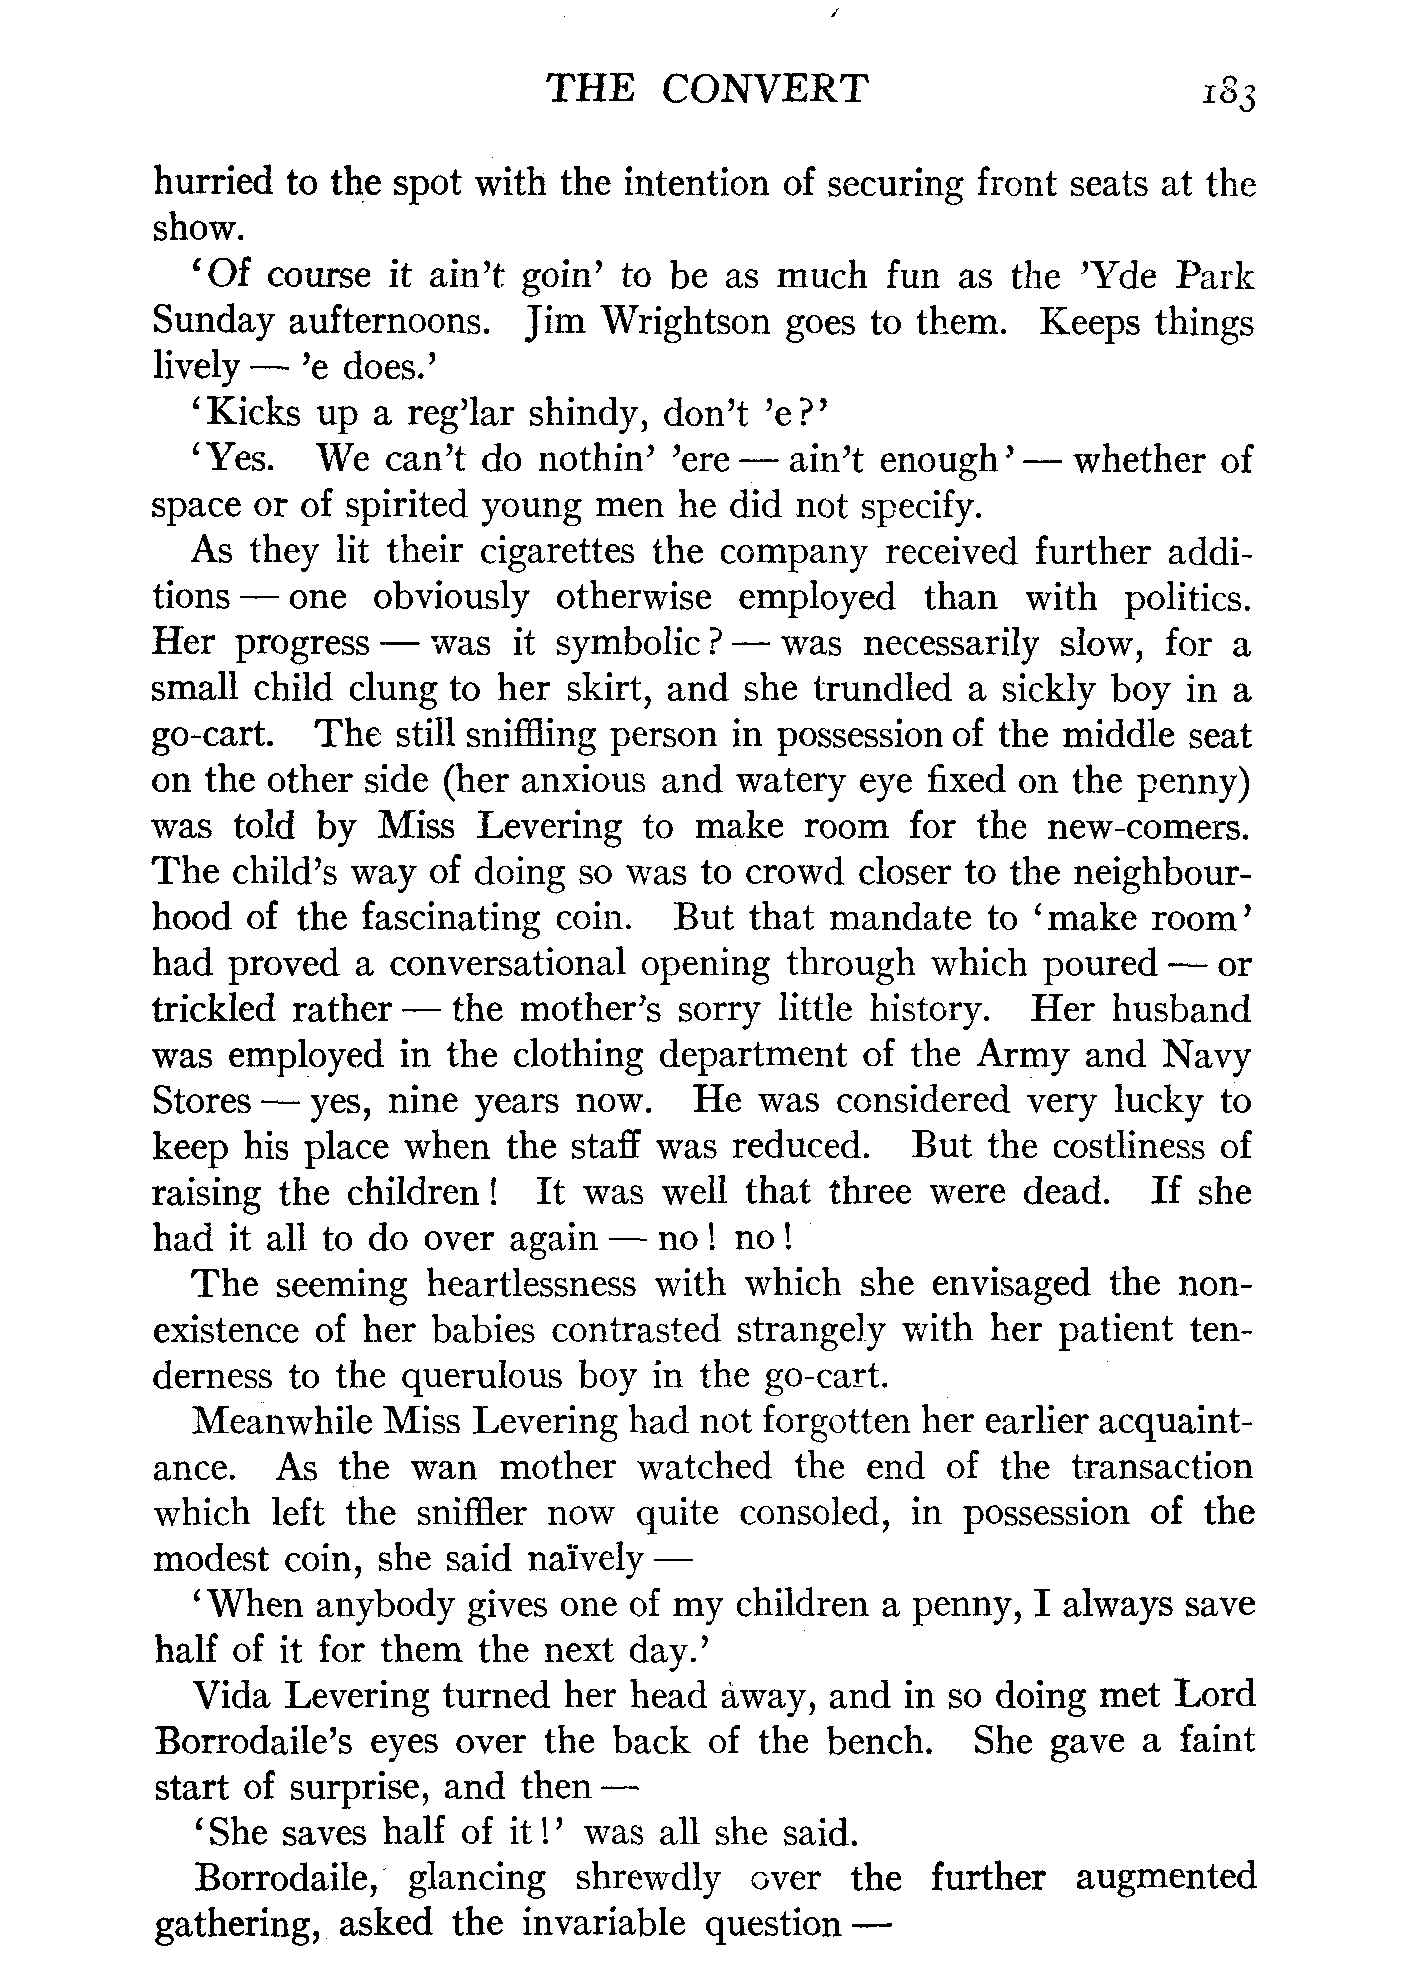 THE CONVERT 183
hurried to the spot with the intention of securing front seats at the
show.
‘Of course it ain’t goin’ to be as much fun as the ’Yde Park
Sunday aufternoons. Jim Wrightson goes to them. Keeps things
lively — ’e does.’
‘Kicks up a reg’lar shindy, don’t ’e?’
‘Yes. We can’t do nothin’ ’ere — ain’t enough’ — whether of
space or of spirited young men he did not specify.
As they lit their cigarettes the company received further addi-
tions — one obviously otherwise employed than with politics.
Her progress — was it symbolic? — was necessarily slow, for a
small child clung to her skirt, and she trundled a sickly boy in a
go-cart. The still sniffling person in possession of the middle seat
on the other side (her anxious and watery eye fixed on the penny)
was told by Miss Levering to make room for the new-comers.
The child’s way of doing so was to crowd closer to the neighbour-
hood of the fascinating coin. But that mandate to ‘make room’
had proved a conversational opening through which poured — or
trickled rather — the mother’s sorry little history. Her husband
was employed in the clothing department of the Army and Navy
Stores — yes, nine years now. He was considered very lucky to
keep his place when the staff was reduced. But the costliness of
raising the children! It was well that three were dead. If she
had it all to do over again — no! no!
The seeming heartlessness with which she envisaged the non-
existence of her babies contrasted strangely with her patient ten-
derness to the querulous boy in the go-cart.
Meanwhile Miss Levering had not forgotten her earlier acquaint-
ance. As the wan mother watched the end of the transaction
which left the sniffler now quite consoled, in possession of the
modest coin, she said naïvely —
‘When anybody gives one of my children a penny, I always save
half of it for them the next day.’
Vida Levering turned her head away, and in so doing met Lord
Borrodaile’s eyes over the back of the bench. She gave a faint
start of surprise, and then —
‘She saves half of it!’ was all she said.
Borrodaile, glancing shrewdly over the further augmented
gathering, asked the invariable question —